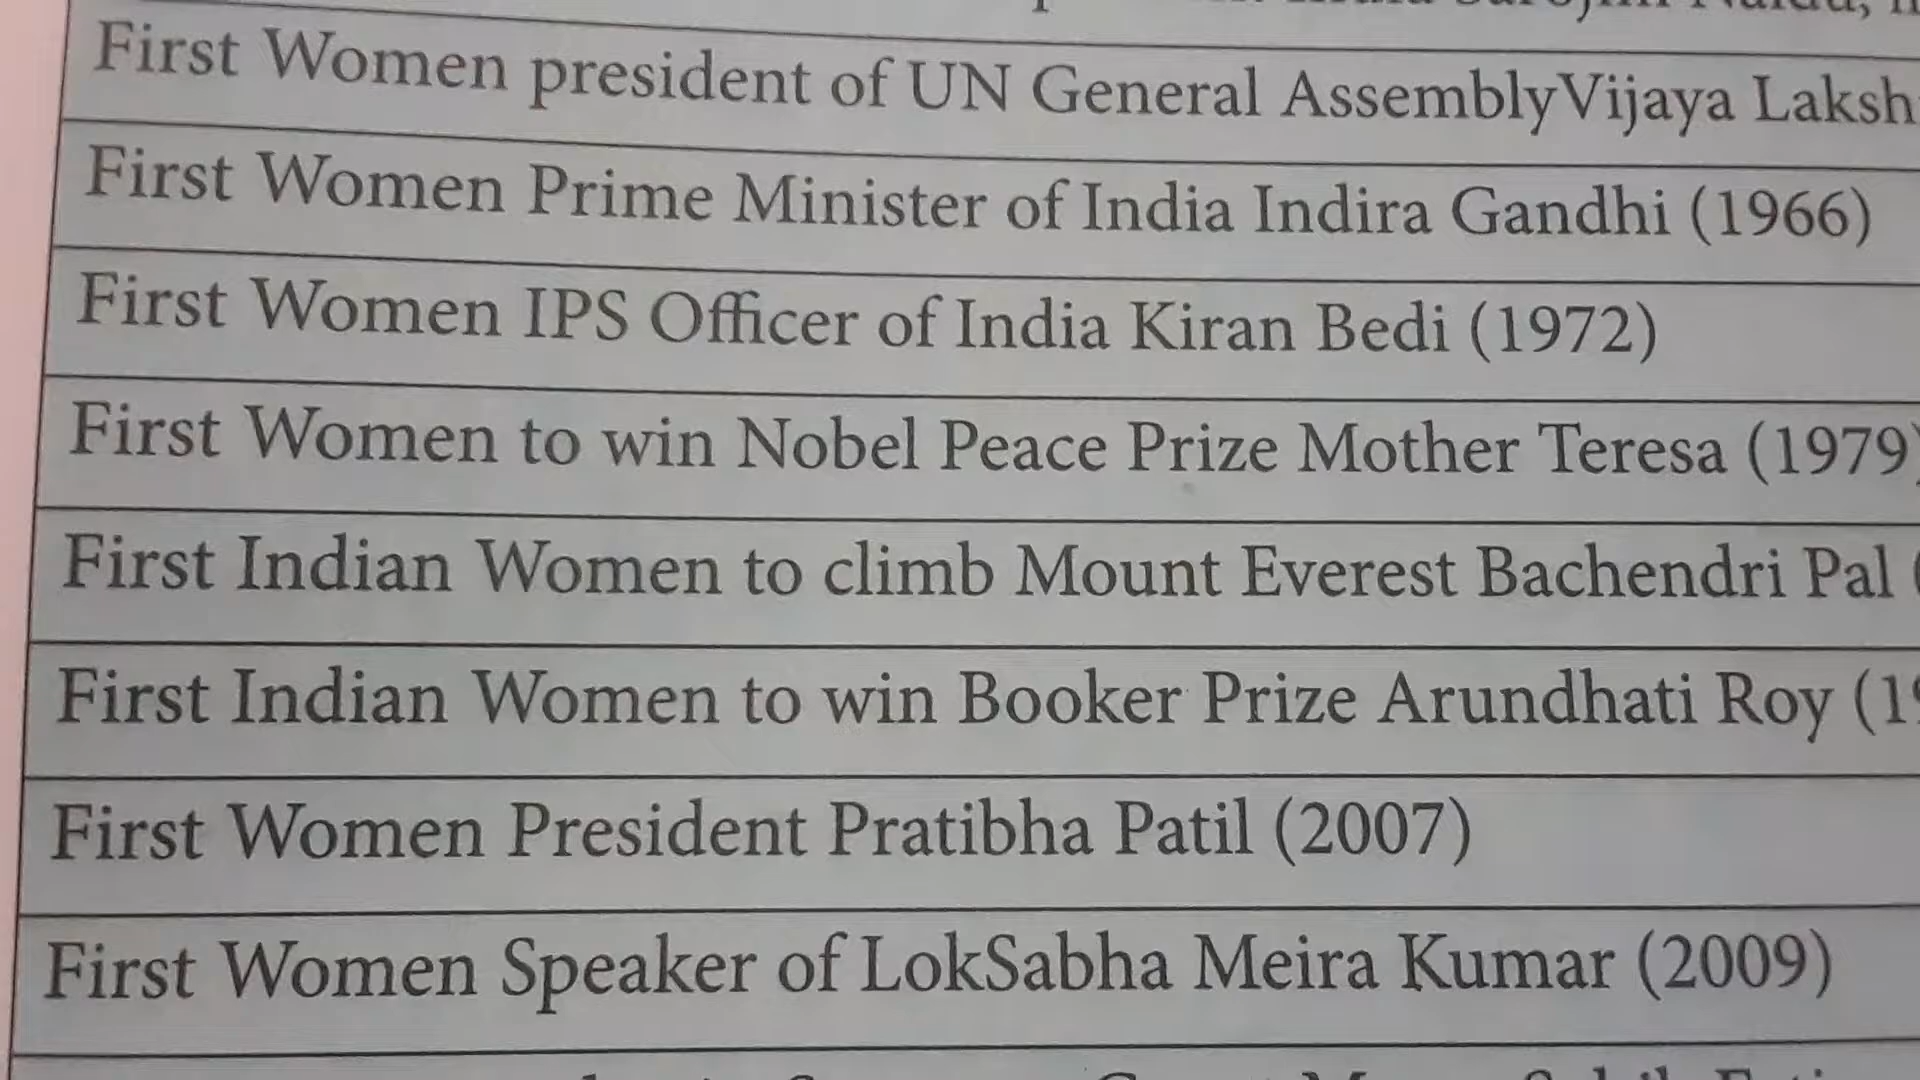 Sarojini Naidu,
First Women president of UN General AssemblyVijaya Laksh
First Women Prime Minister of India Indira Gandhi (1966)
First Women IPS Officer of India Kiran Bedi (1972)
First Women to win Nobel Peace Prize Mother Teresa (1979)
First Indian Women to climb Mount Everest Bachendri Pal (
First Indian Women to win Booker Prize Arundhati Roy (19
First Women President Pratibha Patil (2007)
First Women Speaker of LokSabha Meira Kumar (2009)